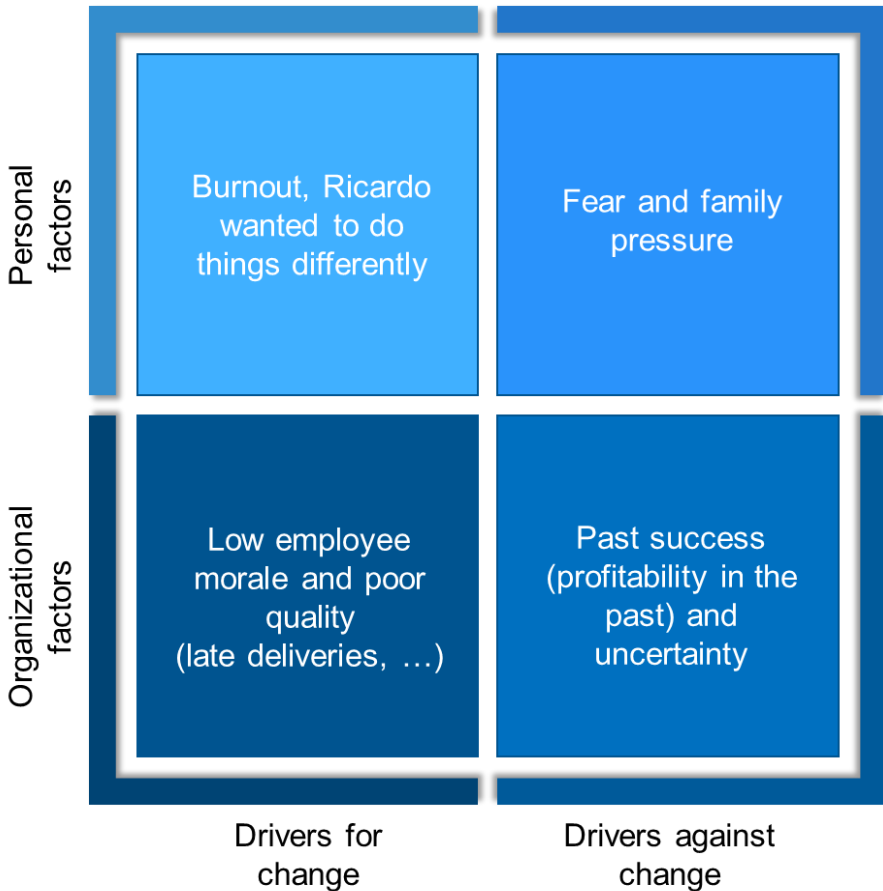 Personal
factors
Burnout, Ricardo
wanted to do
things differently
Fear and family
pressure
Organizational
factors
Low employee
morale and poor
quality
(late deliveries, …)
Past success
(profitability in the
past) and
uncertainty
Drivers for
change
Drivers against
change